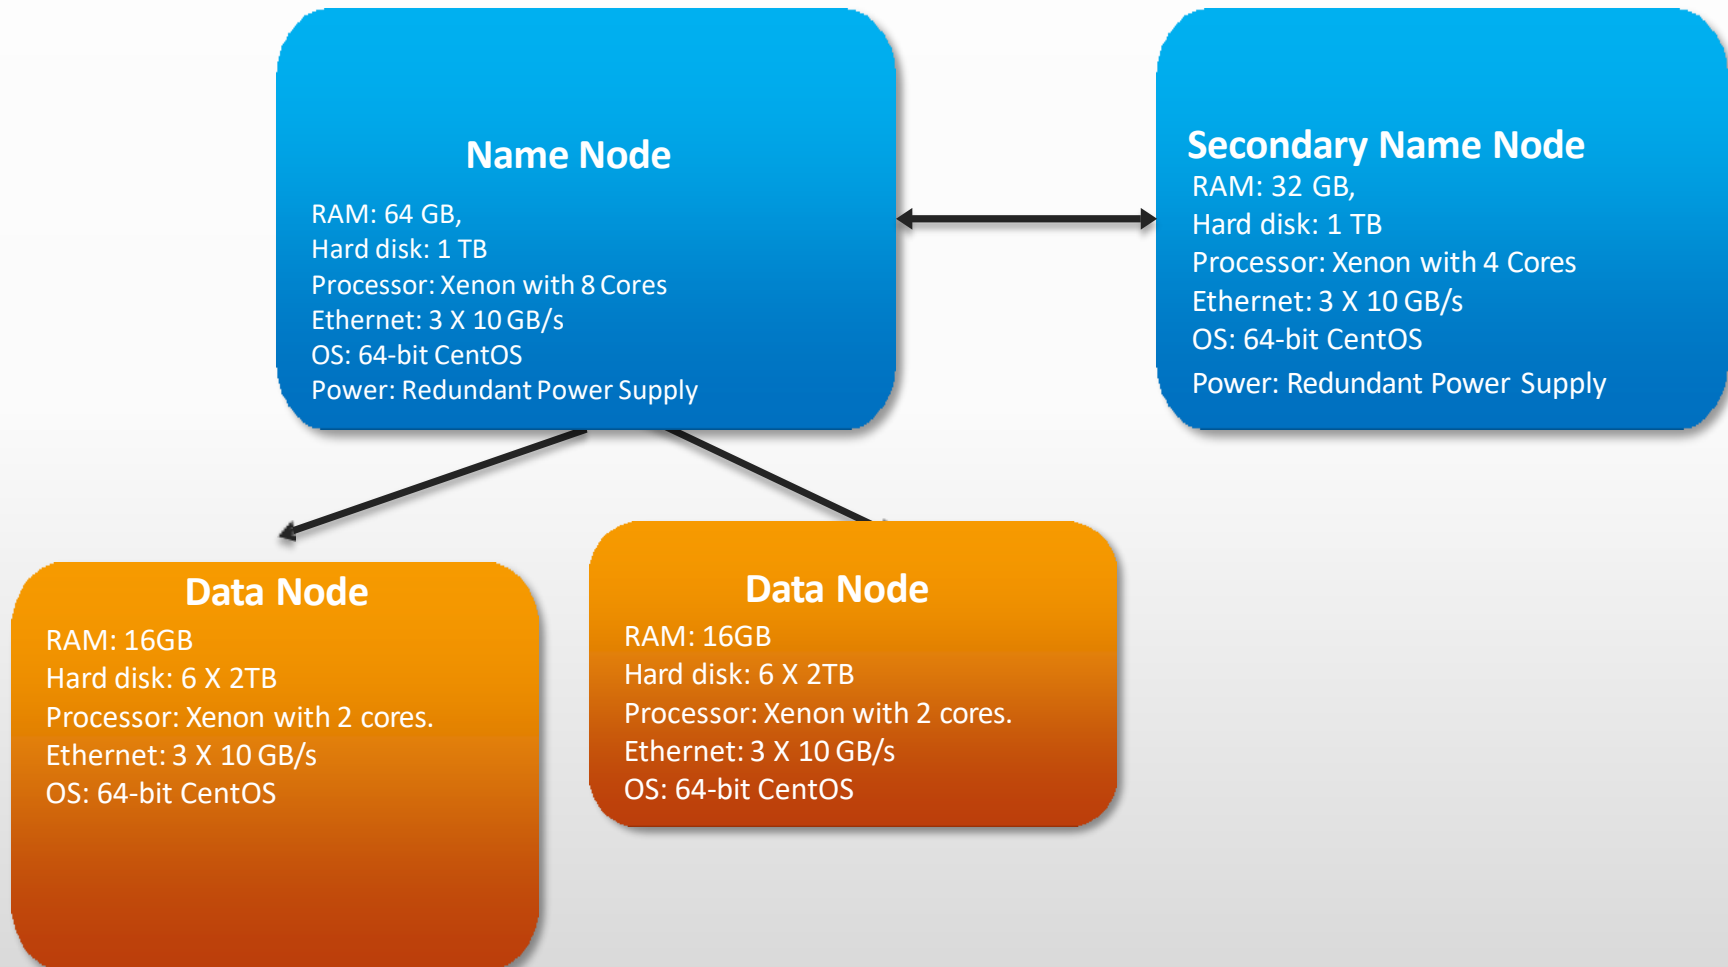 Name Node
RAM: 64 GB,
Hard disk: 1 TB
Processor: Xenon with 8 Cores
Ethernet: 3 X 10 GB/s
OS: 64-bit CentOS
Power: Redundant Power Supply
Secondary Name Node
RAM: 32 GB,
Hard disk: 1 TB
Processor: Xenon with 4 Cores
Ethernet: 3 X 10 GB/s
OS: 64-bit CentOS
Power: Redundant Power Supply
Data Node
RAM: 16GB
Hard disk: 6 X 2TB
Processor: Xenon with 2 cores.
Ethernet: 3 X 10 GB/s
OS: 64-bit CentOS
Data Node
RAM: 16GB
Hard disk: 6 X 2TB
Processor: Xenon with 2 cores.
Ethernet: 3 X 10 GB/s
OS: 64-bit CentOS